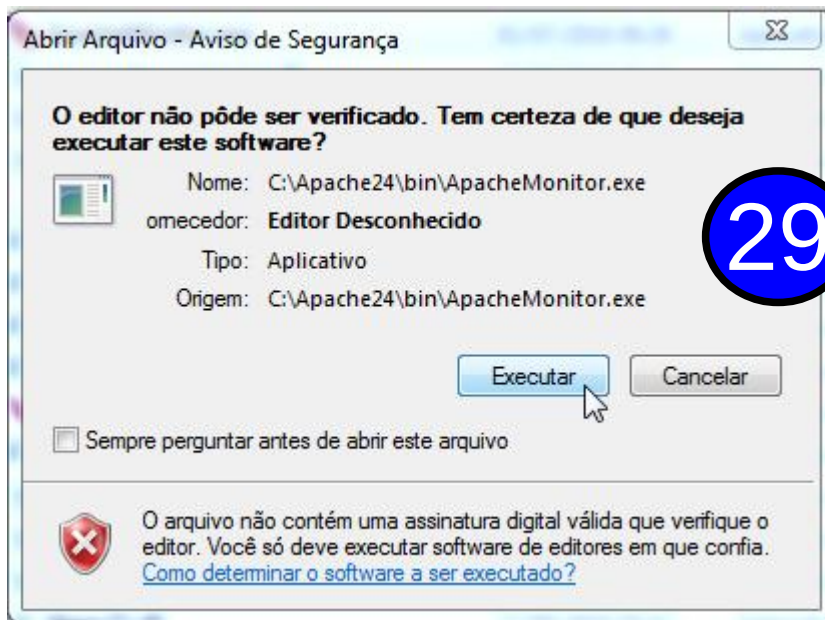 Abrir Arquivo - Aviso de Segurança
O editor não pôde ser verificado. Tem certeza de que deseja
executar este software?
Nome: C:\Apache24\bin\ApacheMonitor.exe
ornecedor: Editor Desconhecido
Tipo: Aplicativo
Origem: C:\Apache24\bin\ApacheMonitor.exe
29
Executar Cancelar
Sempre perguntar antes de abrir este arquivo
O arquivo não contém uma assinatura digital válida que verifique o
editor. Você só deve executar software de editores em que confia.
Como determinar o software a ser executado?